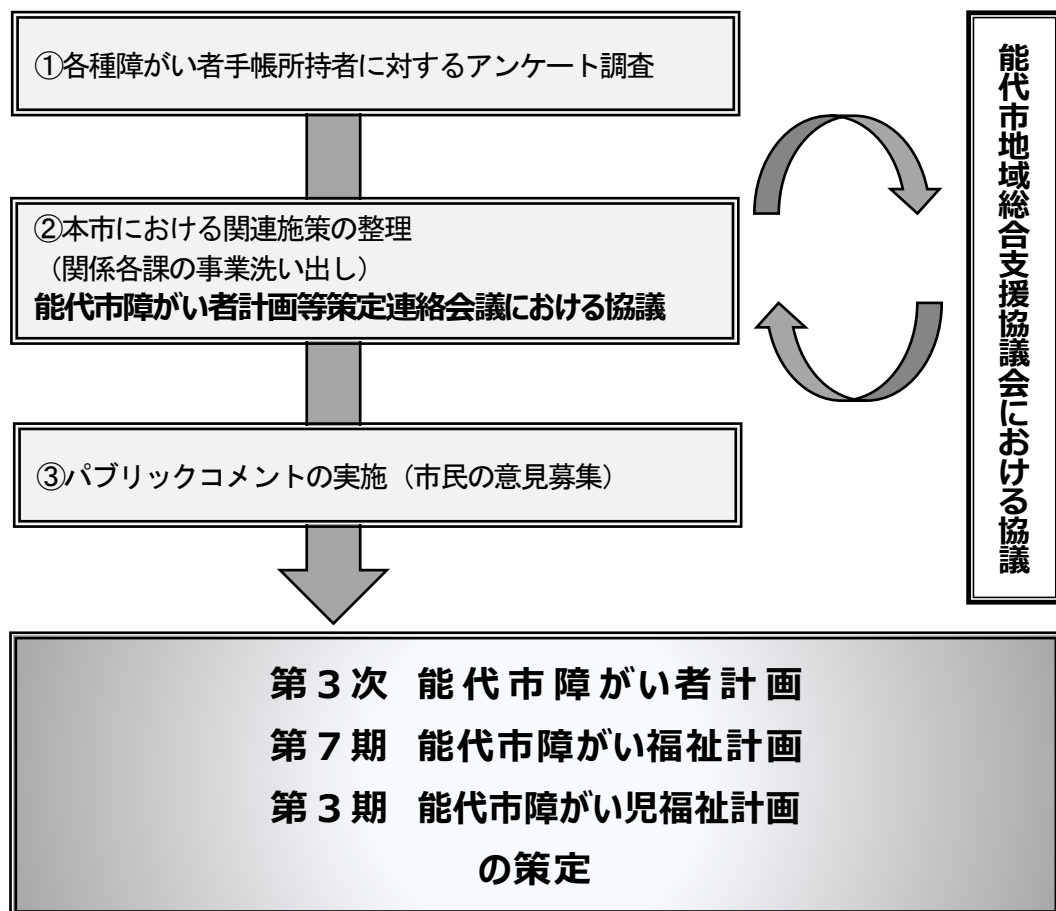 ①各種障がい者手帳所持者に対するアンケート調査
②本市における関連施策の整理
（関係各課の事業洗い出し）
能代市障がい者計画等策定連絡会議における協議
③パブリックコメントの実施（市民の意見募集）
能代市地域総合支援協議会における協議
第３次 能代市障がい者計画
第７期 能代市障がい福祉計画
第３期 能代市障がい児福祉計画
の策定